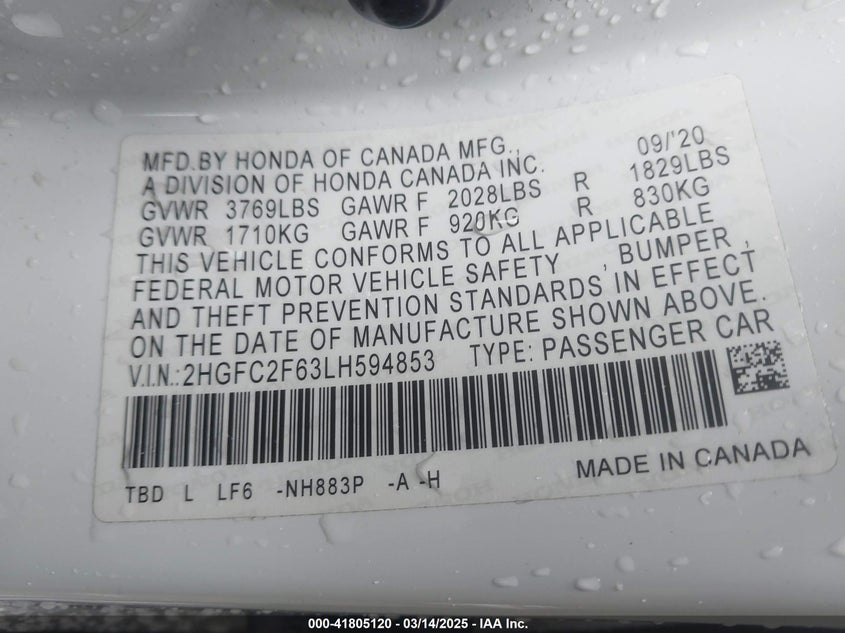 MFD.BY HONDA OF CANADA MFG., 09/'20
A DIVISION OF HONDA CANADA INC.
GVWR 3769LBS GAWR F 2028LBS R 1829LBS
GVWR 1710KG GAWR F 920KG R 830KG
THIS VEHICLE CONFORMS TO ALL APPLICABLE
FEDERAL MOTOR VEHICLE SAFETY , BUMPER ,
AND THEFT PREVENTION STANDARDS IN EFFECT
ON THE DATE OF MANUFACTURE SHOWN ABOVE.
V.I.N.:2HGFC2F63LH594853 TYPE: PASSENGER CAR
TBD L LF6 -NH883P -A -H MADE IN CANADA
000-41805120 - 03/14/2025 - IAA Inc.